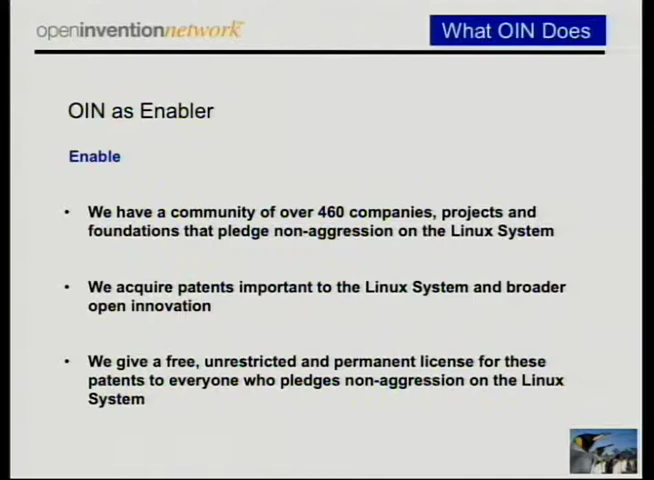 openinventionnetwork
What OIN Does
OIN as Enabler
Enable
• We have a community of over 460 companies, projects and
foundations that pledge non-aggression on the Linux System
• We acquire patents important to the Linux System and broader
open innovation
• We give a free, unrestricted and permanent license for these
patents to everyone who pledges non-aggression on the Linux
System